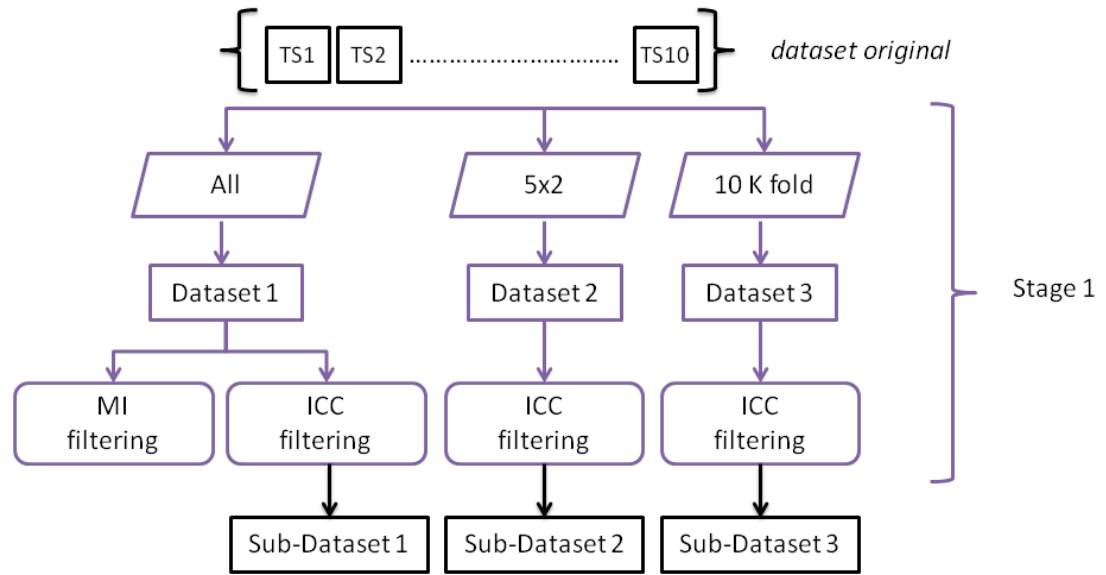 TS1 TS2 ................................ TS10 dataset original
All 5x2 10 K fold
Dataset 1 Dataset 2 Dataset 3 Stage 1
MI ICC ICC ICC
filtering filtering filtering filtering
Sub-Dataset 1 Sub-Dataset 2 Sub-Dataset 3